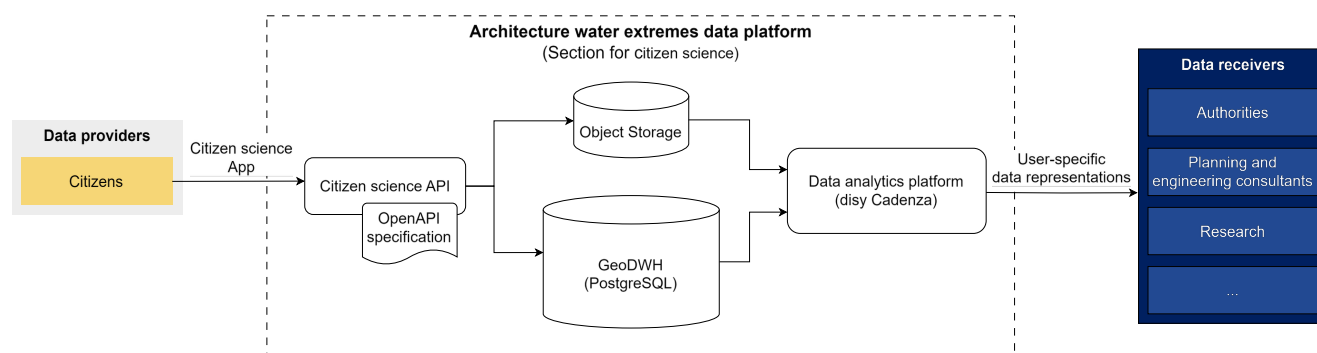 Architecture water extremes data platform
(Section for citizen science)
Data providers
Citizens
Citizen science
App
Citizen science API
OpenAPI
specification
Object Storage
GeoDWH
(PostgreSQL)
Data analytics platform
(disy Cadenza)
User-specific
data representations
Data receivers
Authorities
Planning and
engineering consultants
Research
...